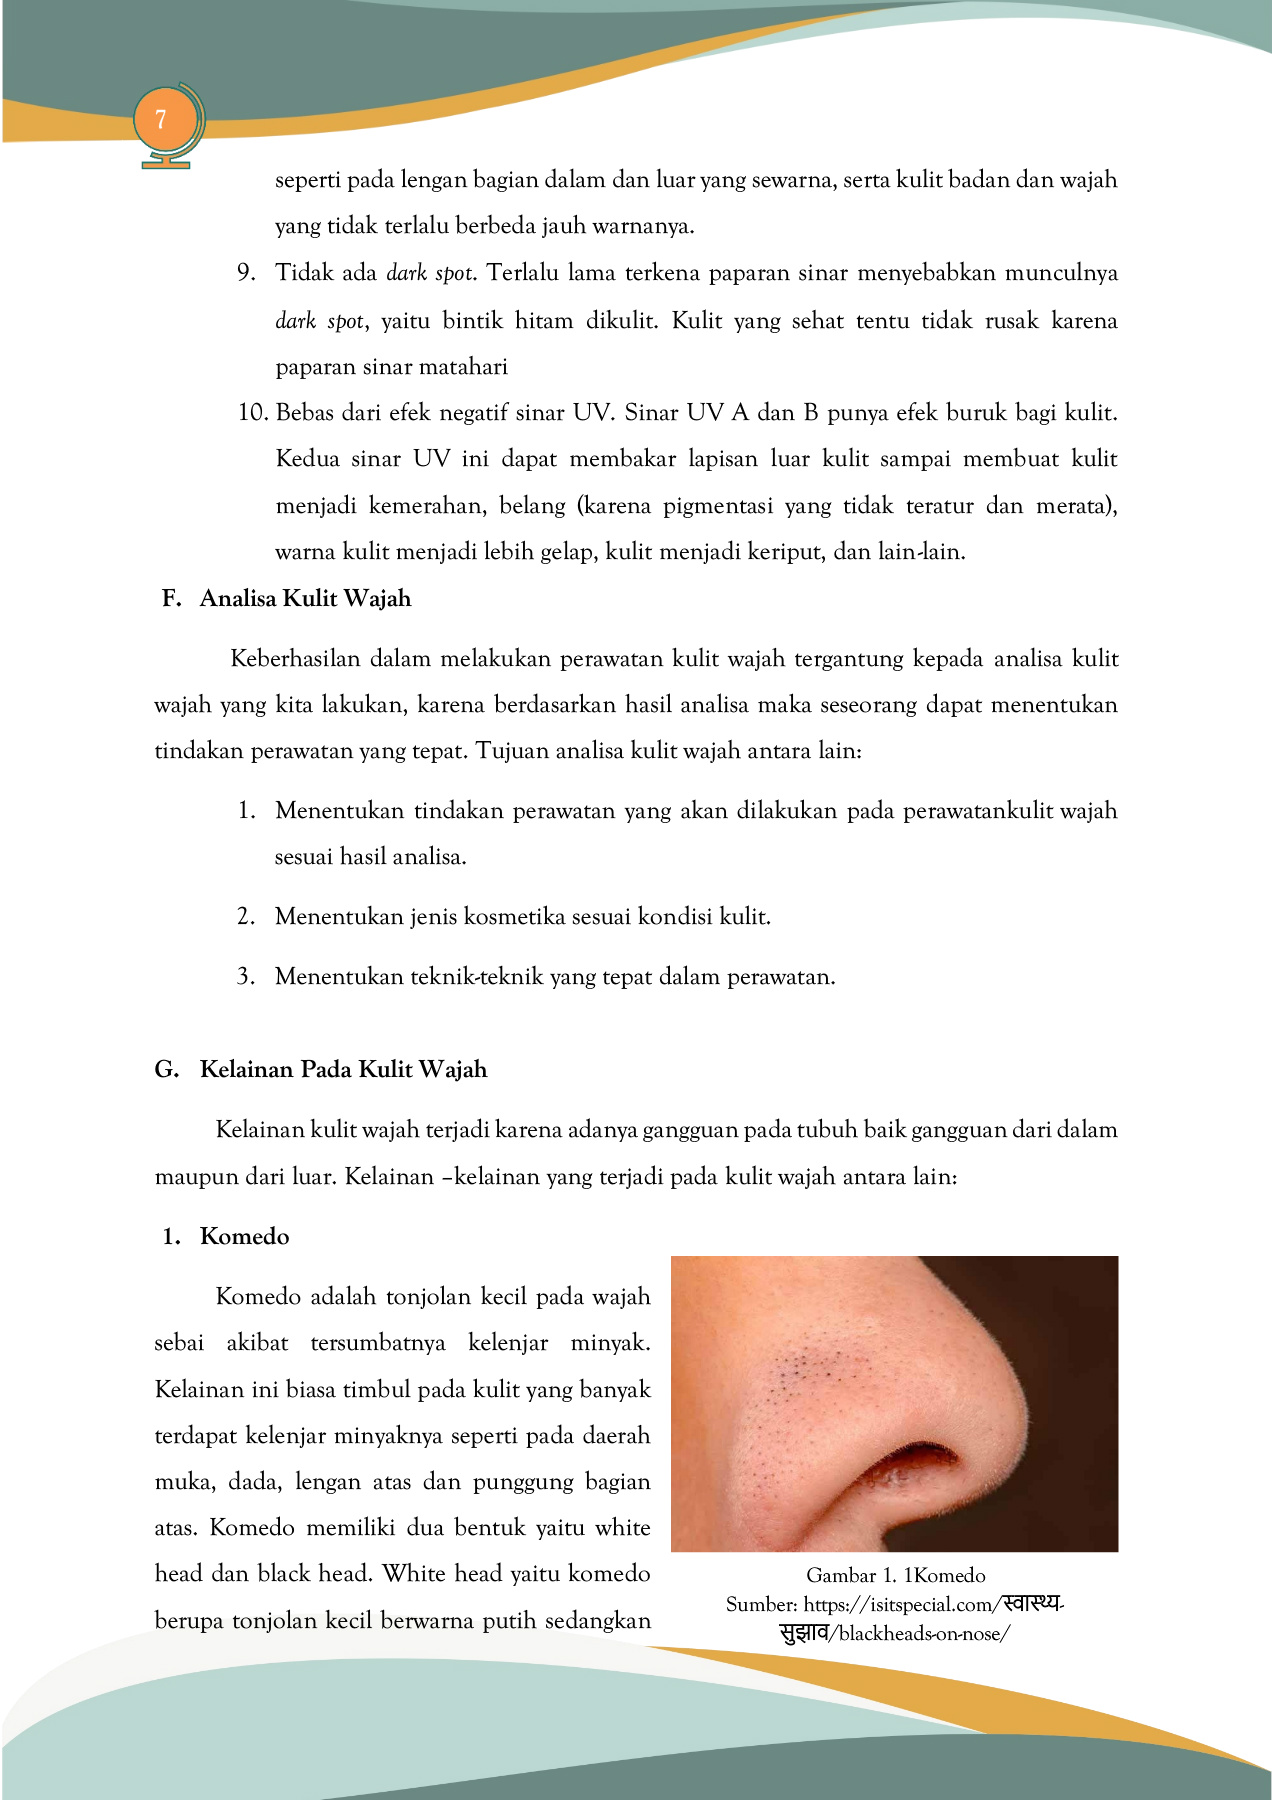 7
seperti pada lengan bagian dalam dan luar yang sewarna, serta kulit badan dan wajah
yang tidak terlalu berbeda jauh warnanya.
9. Tidak ada dark spot. Terlalu lama terkena paparan sinar menyebabkan munculnya
dark spot, yaitu bintik hitam dikulit. Kulit yang sehat tentu tidak rusak karena
paparan sinar matahari
10. Bebas dari efek negatif sinar UV. Sinar UV A dan B punya efek buruk bagi kulit.
Kedua sinar UV ini dapat membakar lapisan luar kulit sampai membuat kulit
menjadi kemerahan, belang (karena pigmentasi yang tidak teratur dan merata),
warna kulit menjadi lebih gelap, kulit menjadi keriput, dan lain-lain.
F. Analisa Kulit Wajah
Keberhasilan dalam melakukan perawatan kulit wajah tergantung kepada analisa kulit
wajah yang kita lakukan, karena berdasarkan hasil analisa maka seseorang dapat menentukan
tindakan perawatan yang tepat. Tujuan analisa kulit wajah antara lain:
1. Menentukan tindakan perawatan yang akan dilakukan pada perawatankulit wajah
sesuai hasil analisa.
2. Menentukan jenis kosmetika sesuai kondisi kulit.
3. Menentukan teknik-teknik yang tepat dalam perawatan.
G. Kelainan Pada Kulit Wajah
Kelainan kulit wajah terjadi karena adanya gangguan pada tubuh baik gangguan dari dalam
maupun dari luar. Kelainan –kelainan yang terjadi pada kulit wajah antara lain:
1. Komedo
Komedo adalah tonjolan kecil pada wajah
sebai akibat tersumbatnya kelenjar minyak.
Kelainan ini biasa timbul pada kulit yang banyak
terdapat kelenjar minyaknya seperti pada daerah
muka, dada, lengan atas dan punggung bagian
atas. Komedo memiliki dua bentuk yaitu white
head dan black head. White head yaitu komedo
berupa tonjolan kecil berwarna putih sedangkan
Gambar 1. 1Komedo
Sumber: https://isitspecial.com/स्वास्थ्य-
सुझाव/blackheads-on-nose/